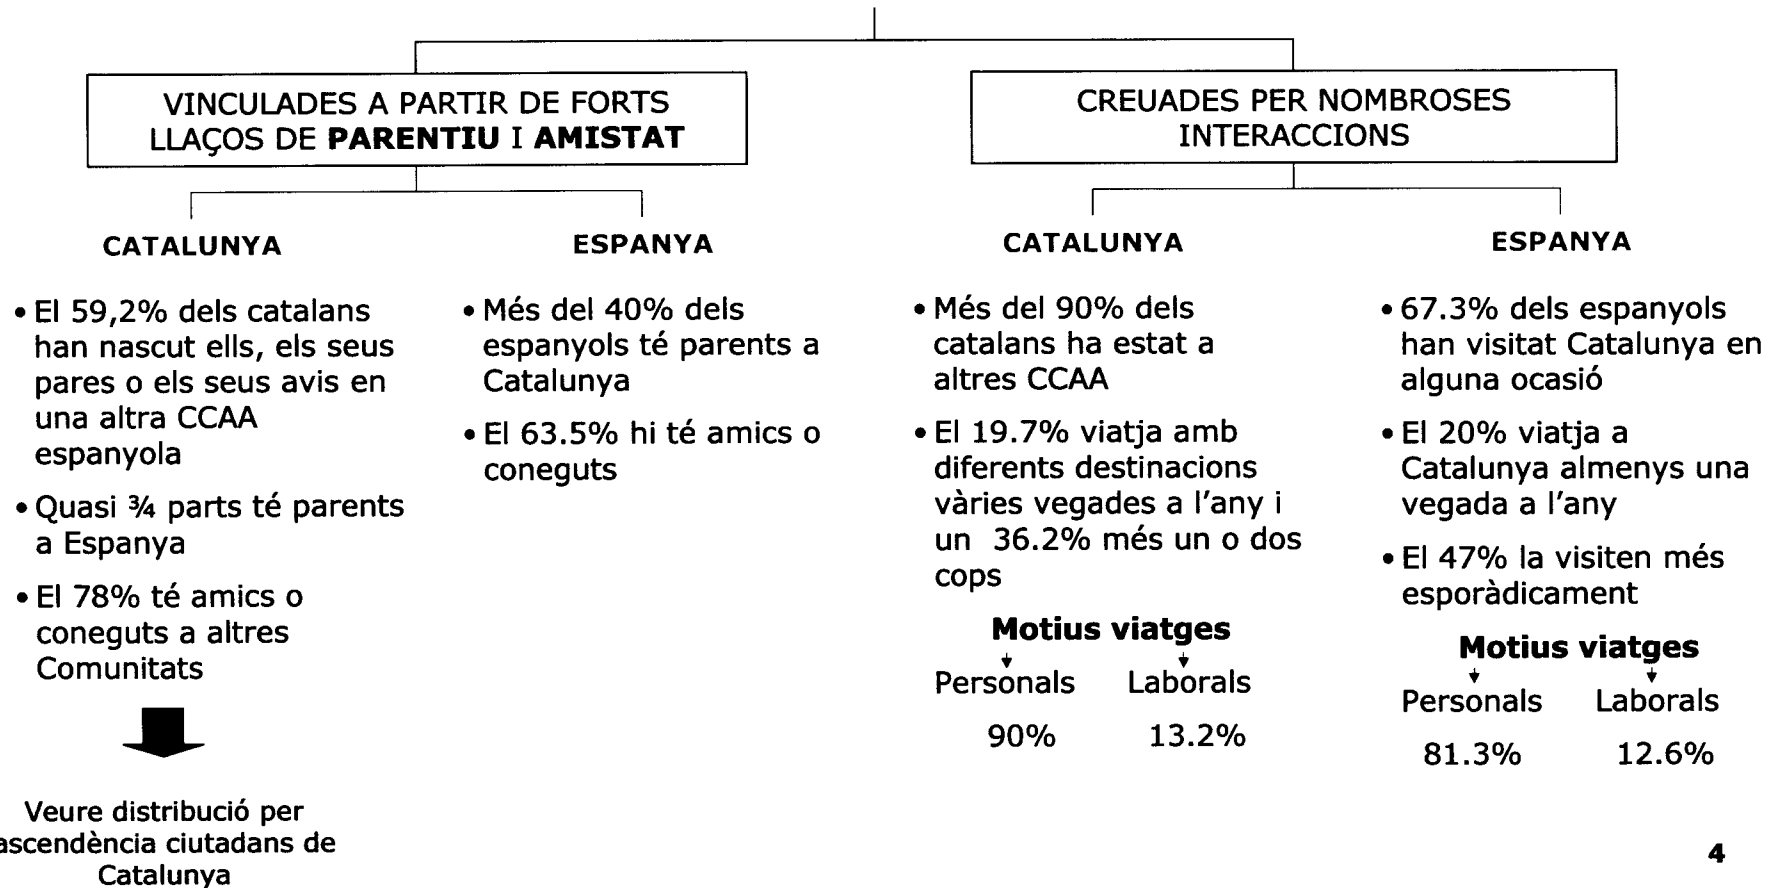 VINCULADES A PARTIR DE FORTS
LLAÇOS DE PARENTIU I AMISTAT
CATALUNYA
• El 59,2% dels catalans
han nascut ells, els seus
pares o els seus avis en
una altra CCAA
espanyola
• Quasi ¾ parts té parents
a Espanya
• El 78% té amics o
coneguts a altres
Comunitats
Veure distribució per
ascendència ciutadans de
Catalunya
ESPANYA
• Més del 40% dels
espanyols té parents a
Catalunya
• El 63.5% hi té amics o
coneguts
CREUADES PER NOMBROSES
INTERACCIONS
CATALUNYA
• Més del 90% dels
catalans ha estat a
altres CCAA
• El 19.7% viatja amb
diferents destinacions
vàries vegades a l'any i
un 36.2% més un o dos
cops
Motius viatges
Personals Laborals
90% 13.2%
ESPANYA
• 67.3% dels espanyols
han visitat Catalunya en
alguna ocasió
• El 20% viatja a
Catalunya almenys una
vegada a l'any
• El 47% la visiten més
esporàdicament
Motius viatges
Personals Laborals
81.3% 12.6%
4